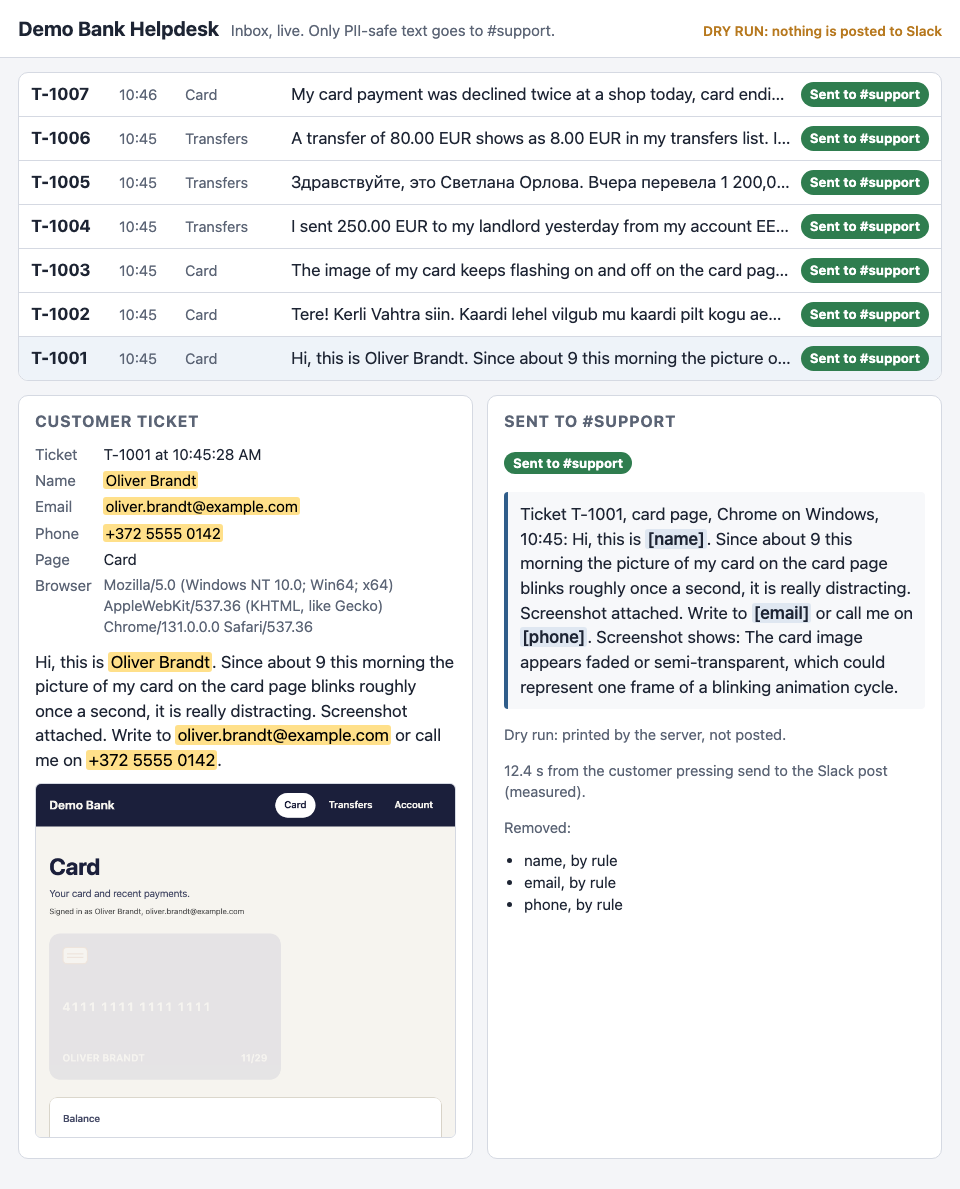 Demo Bank Helpdesk Inbox, live. Only PII-safe text goes to #support. DRY RUN: nothing is posted to Slack
T-1007 10:46 Card My card payment was declined twice at a shop today, card endi... Sent to #support
T-1006 10:45 Transfers A transfer of 80.00 EUR shows as 8.00 EUR in my transfers list. I... Sent to #support
T-1005 10:45 Transfers Здравствуйте, это Светлана Орлова. Вчера перевела 1 200,0... Sent to #support
T-1004 10:45 Transfers I sent 250.00 EUR to my landlord yesterday from my account EE... Sent to #support
T-1003 10:45 Card The image of my card keeps flashing on and off on the card pag... Sent to #support
T-1002 10:45 Card Tere! Kerli Vahtra siin. Kaardi lehel vilgub mu kaardi pilt kogu ae... Sent to #support
T-1001 10:45 Card Hi, this is Oliver Brandt. Since about 9 this morning the picture o... Sent to #support
CUSTOMER TICKET
Ticket T-1001 at 10:45:28 AM
Name Oliver Brandt
Email oliver.brandt@example.com
Phone +372 5555 0142
Page Card
Browser Mozilla/5.0 (Windows NT 10.0; Win64; x64)
AppleWebKit/537.36 (KHTML, like Gecko)
Chrome/131.0.0.0 Safari/537.36
Hi, this is Oliver Brandt. Since about 9 this morning the
picture of my card on the card page blinks roughly
once a second, it is really distracting. Screenshot
attached. Write to oliver.brandt@example.com or call
me on +372 5555 0142.
Demo Bank Card Transfers Account
Card
Your card and recent payments.
Signed in as Oliver Brandt, oliver.brandt@example.com
4111 1111 1111 1111
OLIVER BRANDT 11/29
Balance
SENT TO #SUPPORT
Sent to #support
Ticket T-1001, card page, Chrome on Windows,
10:45: Hi, this is [name]. Since about 9 this
morning the picture of my card on the card page
blinks roughly once a second, it is really distracting.
Screenshot attached. Write to [email] or call me on
[phone]. Screenshot shows: The card image
appears faded or semi-transparent, which could
represent one frame of a blinking animation cycle.
Dry run: printed by the server, not posted.
12.4 s from the customer pressing send to the Slack post
(measured).
Removed:
• name, by rule
• email, by rule
• phone, by rule